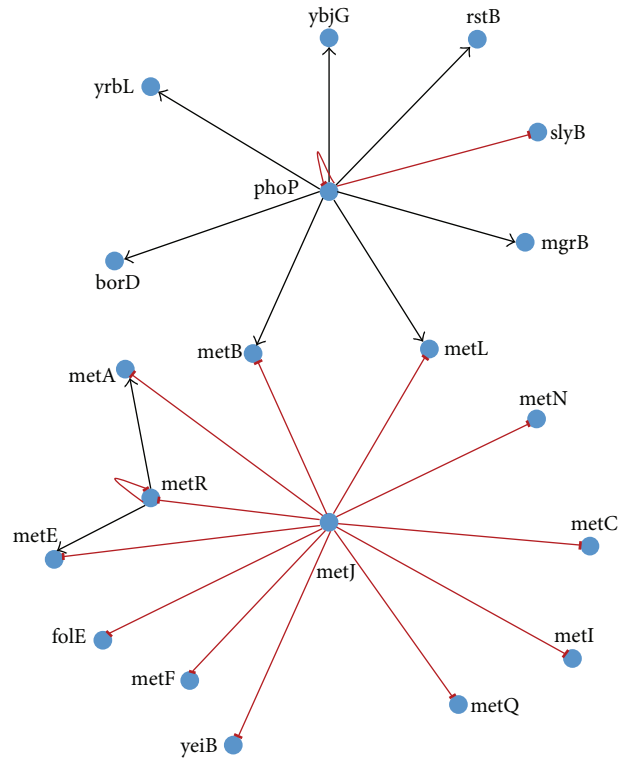 ybjG
rstB
yrbL
slyB
phoP
mgrB
borD
metB
metL
metA
metN
metR
metE
metC
metJ
folE
metI
metF
metQ
yeiB